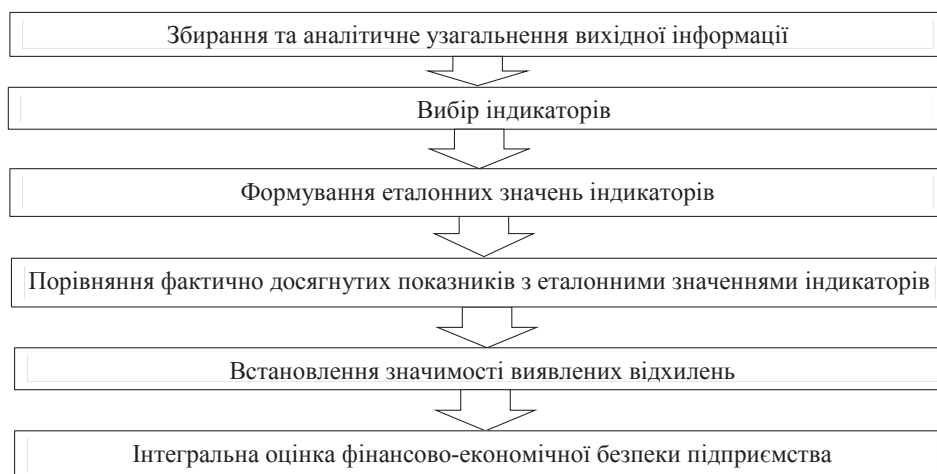 Збирання та аналітичне узагальнення вихідної інформації
Вибір індикаторів
Формування еталонних значень індикаторів
Порівняння фактично досягнутих показників з еталонними значеннями індикаторів
Встановлення значимості виявлених відхилень
Інтегральна оцінка фінансово-економічної безпеки підприємства